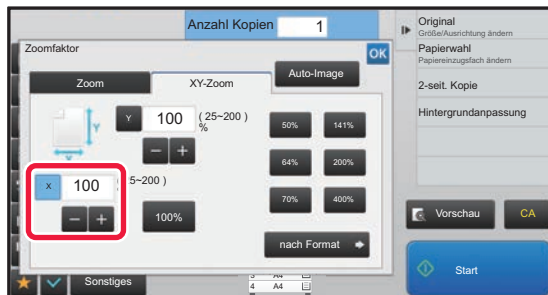 Anzahl Kopien 1
Zoomfaktor
OK
Zoom
XY-Zoom
Auto-Image
Y
100
( 25~200 )
%
50%
141%
64%
200%
70%
400%
X
100
5~200 )
100%
nach Format
Y
Original
Größe/Ausrichtung ändern
Papierwahl
Papiereinzugsfach ändern
2-seit. Kopie
Hintergrundanpassung
Vorschau
CA
Start
Sonstiges
4 A4